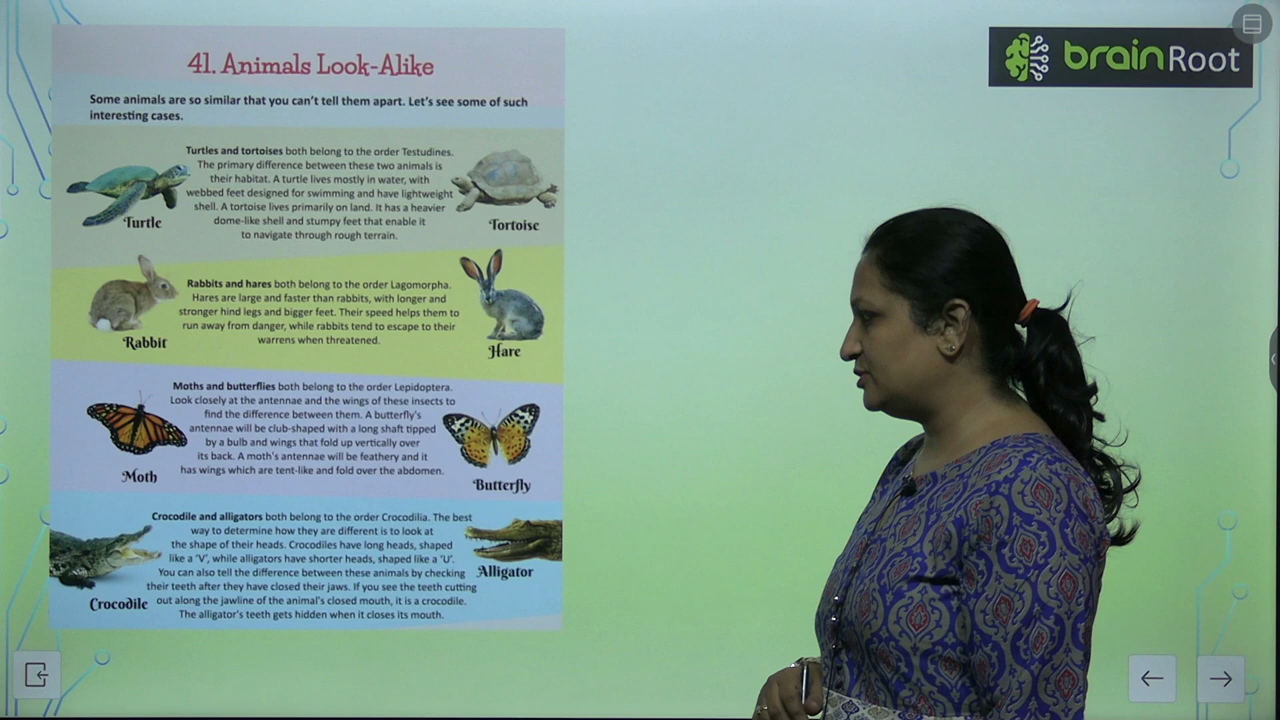 41. Animals Look-Alike
brainRoot
Some animals are so similar that you can't tell them apart. Let's see some of such
interesting cases.
Turtles and tortoises both belong to the order Testudines.
The primary difference between these two animals is
their habitat. A turtle lives mostly in water, with
webbed feet designed for swimming and have lightweight
shell. A tortoise lives primarily on land. It has a heavier
dome-like shell and stumpy feet that enable it
to navigate through rough terrain.
Turtle
Tortoise
Rabbits and hares both belong to the order Lagomorpha.
Hares are large and faster than rabbits, with longer and
stronger hind legs and bigger feet. Their speed helps them to
run away from danger, while rabbits tend to escape to their
warrens when threatened.
Rabbit
Hare
Moths and butterflies both belong to the order Lepidoptera.
Look closely at the antennae and the wings of these insects to
find the difference between them. A butterfly's
antennae will be club-shaped with a long shaft tipped
by a bulb and wings that fold up vertically over
its back. A moth's antennae will be feathery and it
has wings which are tent-like and fold over the abdomen.
Moth
Butterfly
Crocodile and alligators both belong to the order Crocodilia. The best
way to determine how they are different is to look at
the shape of their heads. Crocodiles have long heads, shaped
like a 'V', while alligators have shorter heads, shaped like a 'U'.
You can also tell the difference between these animals by checking
their teeth after they have closed their jaws. If you see the teeth cutting
out along the jawline of the animal's closed mouth, it is a crocodile.
The alligator's teeth gets hidden when it closes its mouth.
Alligator
Crocodile